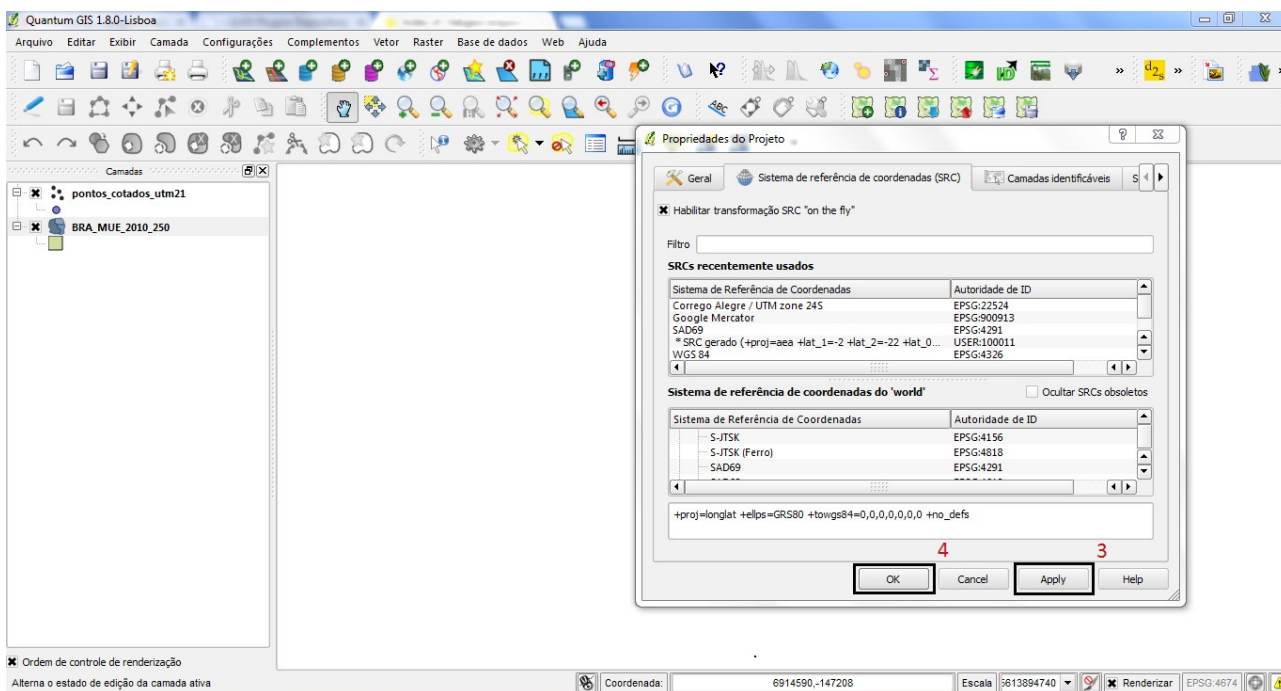 Quantum GIS 1.8.0-Lisboa
Arquivo Editar Exibir Camada Configurações Complementos Vetor Raster Base de dados Web Ajuda
Camadas
pontos_cotados_utm21
BRA_MUE_2010_250
Propriedades do Projeto
Geral
Sistema de referência de coordenadas (SRC)
Camadas identificáveis
S
Habilitar transformação SRC "on the fly"
Filtro
SRCs recentemente usados
Sistema de Referência de Coordenadas Autoridade de ID
Corrego Alegre / UTM zone 24S EPSG:22524
Google Mercator EPSG:900913
SAD69 EPSG:4291
* SRC gerado (+proj=aea +lat_1=-2 +lat_2=-22 +lat_0... USER:100011
WGS 84 EPSG:4326
Sistema de referência de coordenadas do 'world'
Ocultar SRCs obsoletos
Sistema de Referência de Coordenadas Autoridade de ID
S-JTSK EPSG:4156
S-JTSK (Ferro) EPSG:4818
SAD69 EPSG:4291
+proj=longlat +ellps=GRS80 +towgs84=0,0,0,0,0,0,0 +no_defs
4 3
OK Cancel Apply Help
Ordem de controle de renderização
Alterna o estado de edição da camada ativa
Coordenada: 6914590,-147208
Escala 5613894740
Renderizar
EPSG:4674